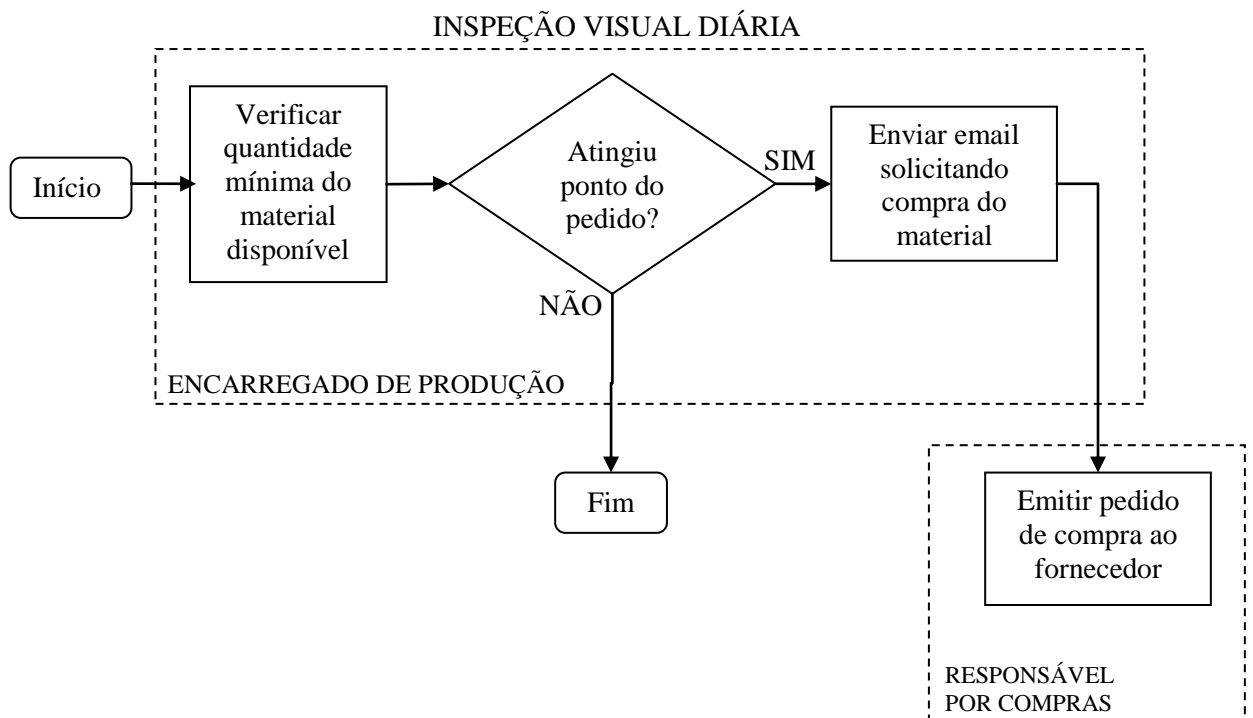 INSPEÇÃO VISUAL DIÁRIA
Início
Verificar
quantidade
mínima do
material
disponível
Atingiu
ponto do
pedido?
SIM
NÃO
Enviar email
solicitando
compra do
material
ENCARREGADO DE PRODUÇÃO
Fim
Emitir pedido
de compra ao
fornecedor
RESPONSÁVEL
POR COMPRAS